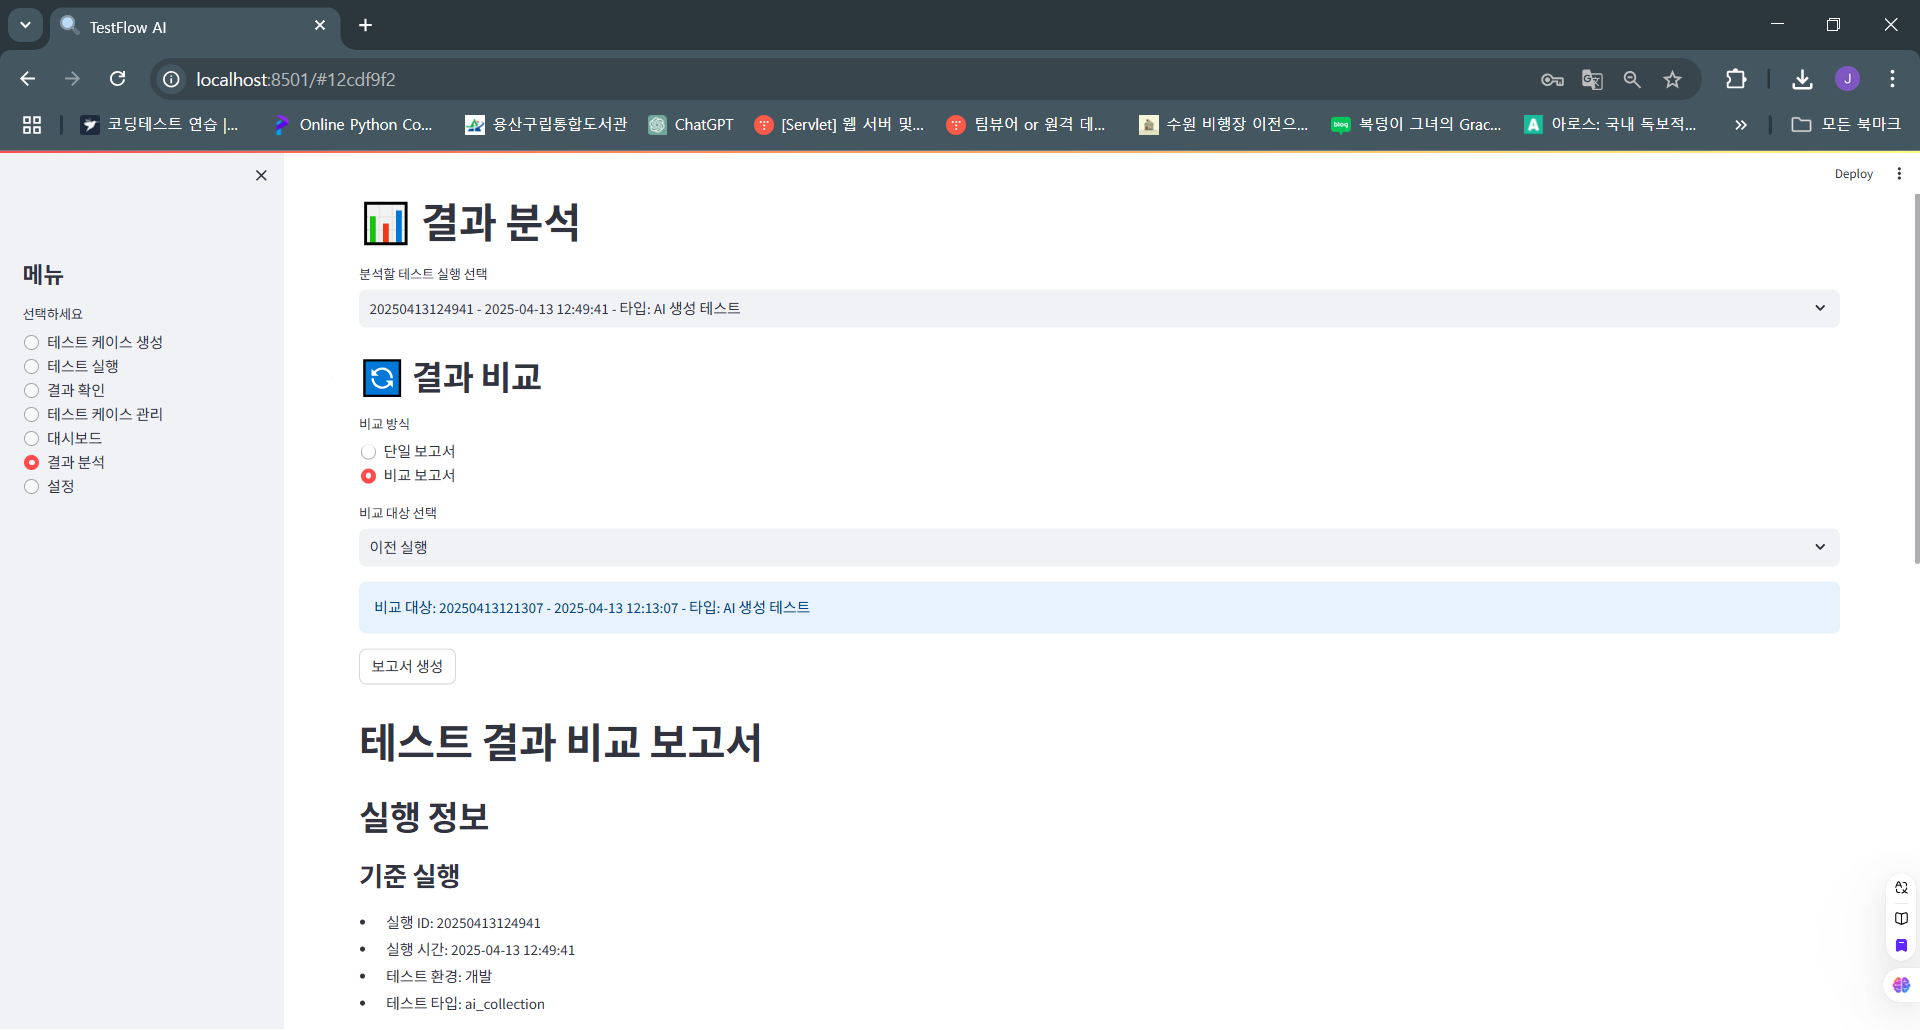 TestFlow AI
localhost:8501/#12cdf9f2
J
코딩테스트 연습 |...
Online Python Co...
용산구립통합도서관
ChatGPT
[Servlet] 웹 서버 및...
팀뷰어 or 원격 데...
수원 비행장 이전으...
blog
복덩이 그녀의 Grac...
A
아로스: 국내 독보적...
모든 북마크
Deploy
메뉴
선택하세요
테스트 케이스 생성
테스트 실행
결과 확인
테스트 케이스 관리
대시보드
결과 분석
설정
결과 분석
분석할 테스트 실행 선택
20250413124941 - 2025-04-13 12:49:41 - 타입: AI 생성 테스트
결과 비교
비교 방식
단일 보고서
비교 보고서
비교 대상 선택
이전 실행
비교 대상: 20250413121307 - 2025-04-13 12:13:07 - 타입: AI 생성 테스트
보고서 생성
테스트 결과 비교 보고서
실행 정보
기준 실행
• 실행 ID: 20250413124941
• 실행 시간: 2025-04-13 12:49:41
• 테스트 환경: 개발
• 테스트 타입: ai_collection